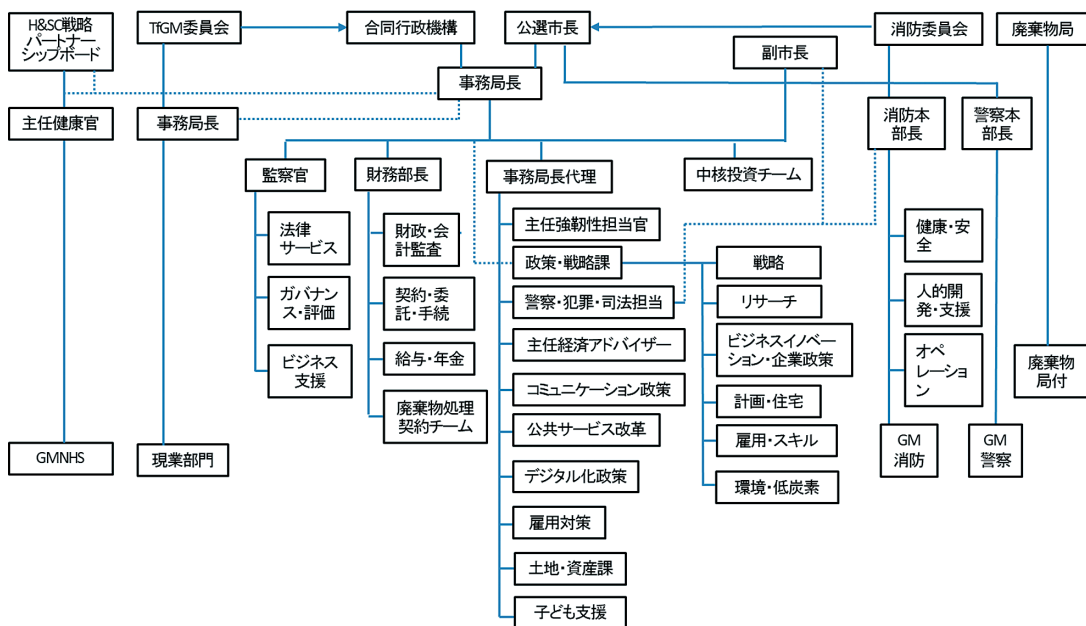 H&SC戦略
パートナー
シップボード
TfGM委員会
合同行政機構
公選市長
消防委員会
廃棄物局
副市長
事務局長
主任健康官
事務局長
消防本
部長
警察本
部長
監察官
財務部長
事務局長代理
中核投資チーム
法律
サービス
ガバナン
ス・評価
ビジネス
支援
財政・会
計監査
契約・委
託・手続
給与・年金
廃棄物処理
契約チーム
主任強靭性担当官
政策・戦略課
警察・犯罪・司法担当
主任経済アドバイザー
コミュニケーション政策
公共サービス改革
デジタル化政策
雇用対策
土地・資産課
子ども支援
戦略
リサーチ
ビジネスイノベー
ション・企業政策
計画・住宅
雇用・スキル
環境・低炭素
健康・安
全
人的開
発・支援
オペ
レーショ
ン
廃棄物
局付
GMNHS
現業部門
GM
消防
GM
警察